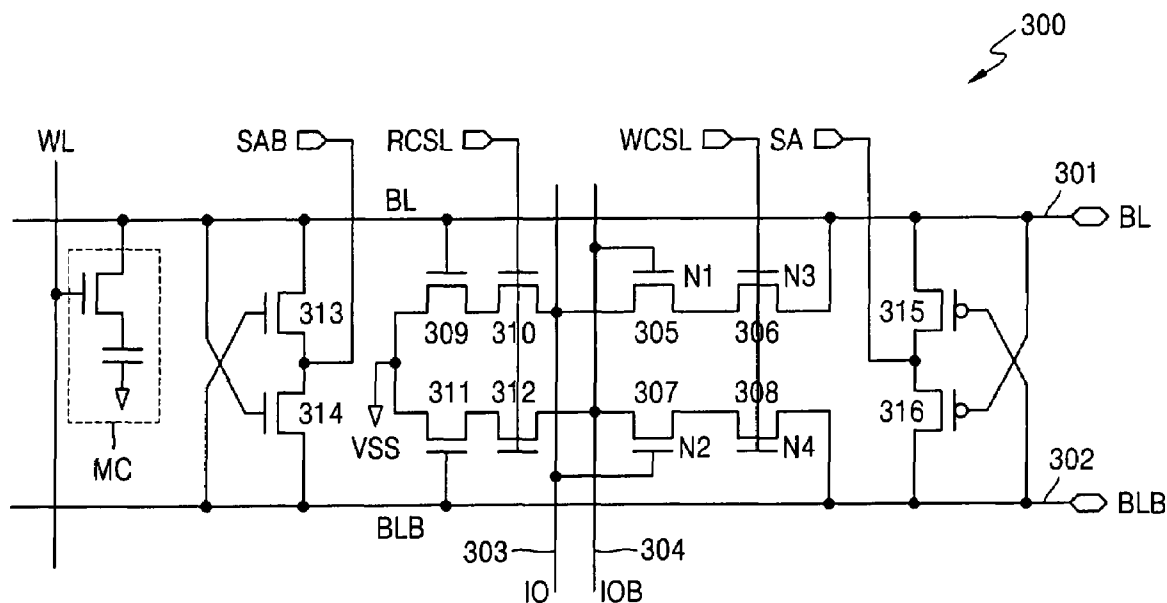 300
WL SAB RCSL WCSL SA
301
BL BL
N1 N3
313 315
309 310 305 306
311 312 307 308
314 316
VSS N2 N4
MC
302
BLB BLB
303 304
IO IOB